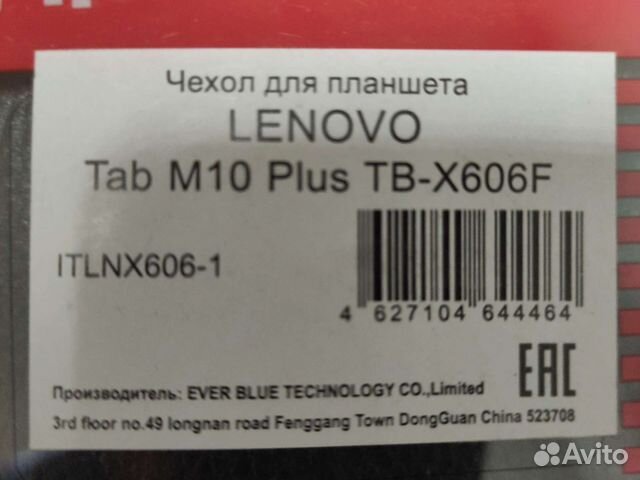 Чехол для планшета
LENOVO
Tab M10 Plus TB-X606F
ITLNX606-1
4 627104 644464
EAC
Производитель: EVER BLUE TECHNOLOGY CO.,Limited
3rd floor no.49 longnan road Fenggang Town DongGuan China 523708
Avito